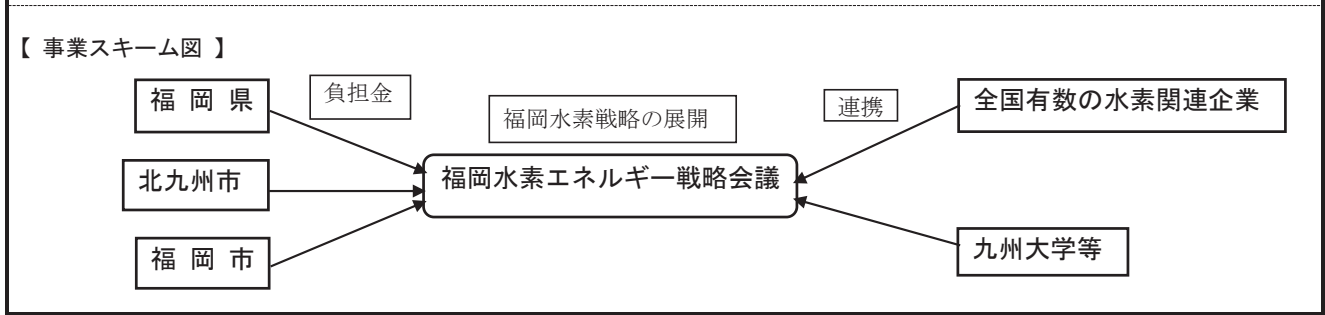 【 事業スキーム図 】
福 岡 県
負担金
福岡水素戦略の展開
連携
全国有数の水素関連企業
北九州市
福岡水素エネルギー戦略会議
福 岡 市
九州大学等